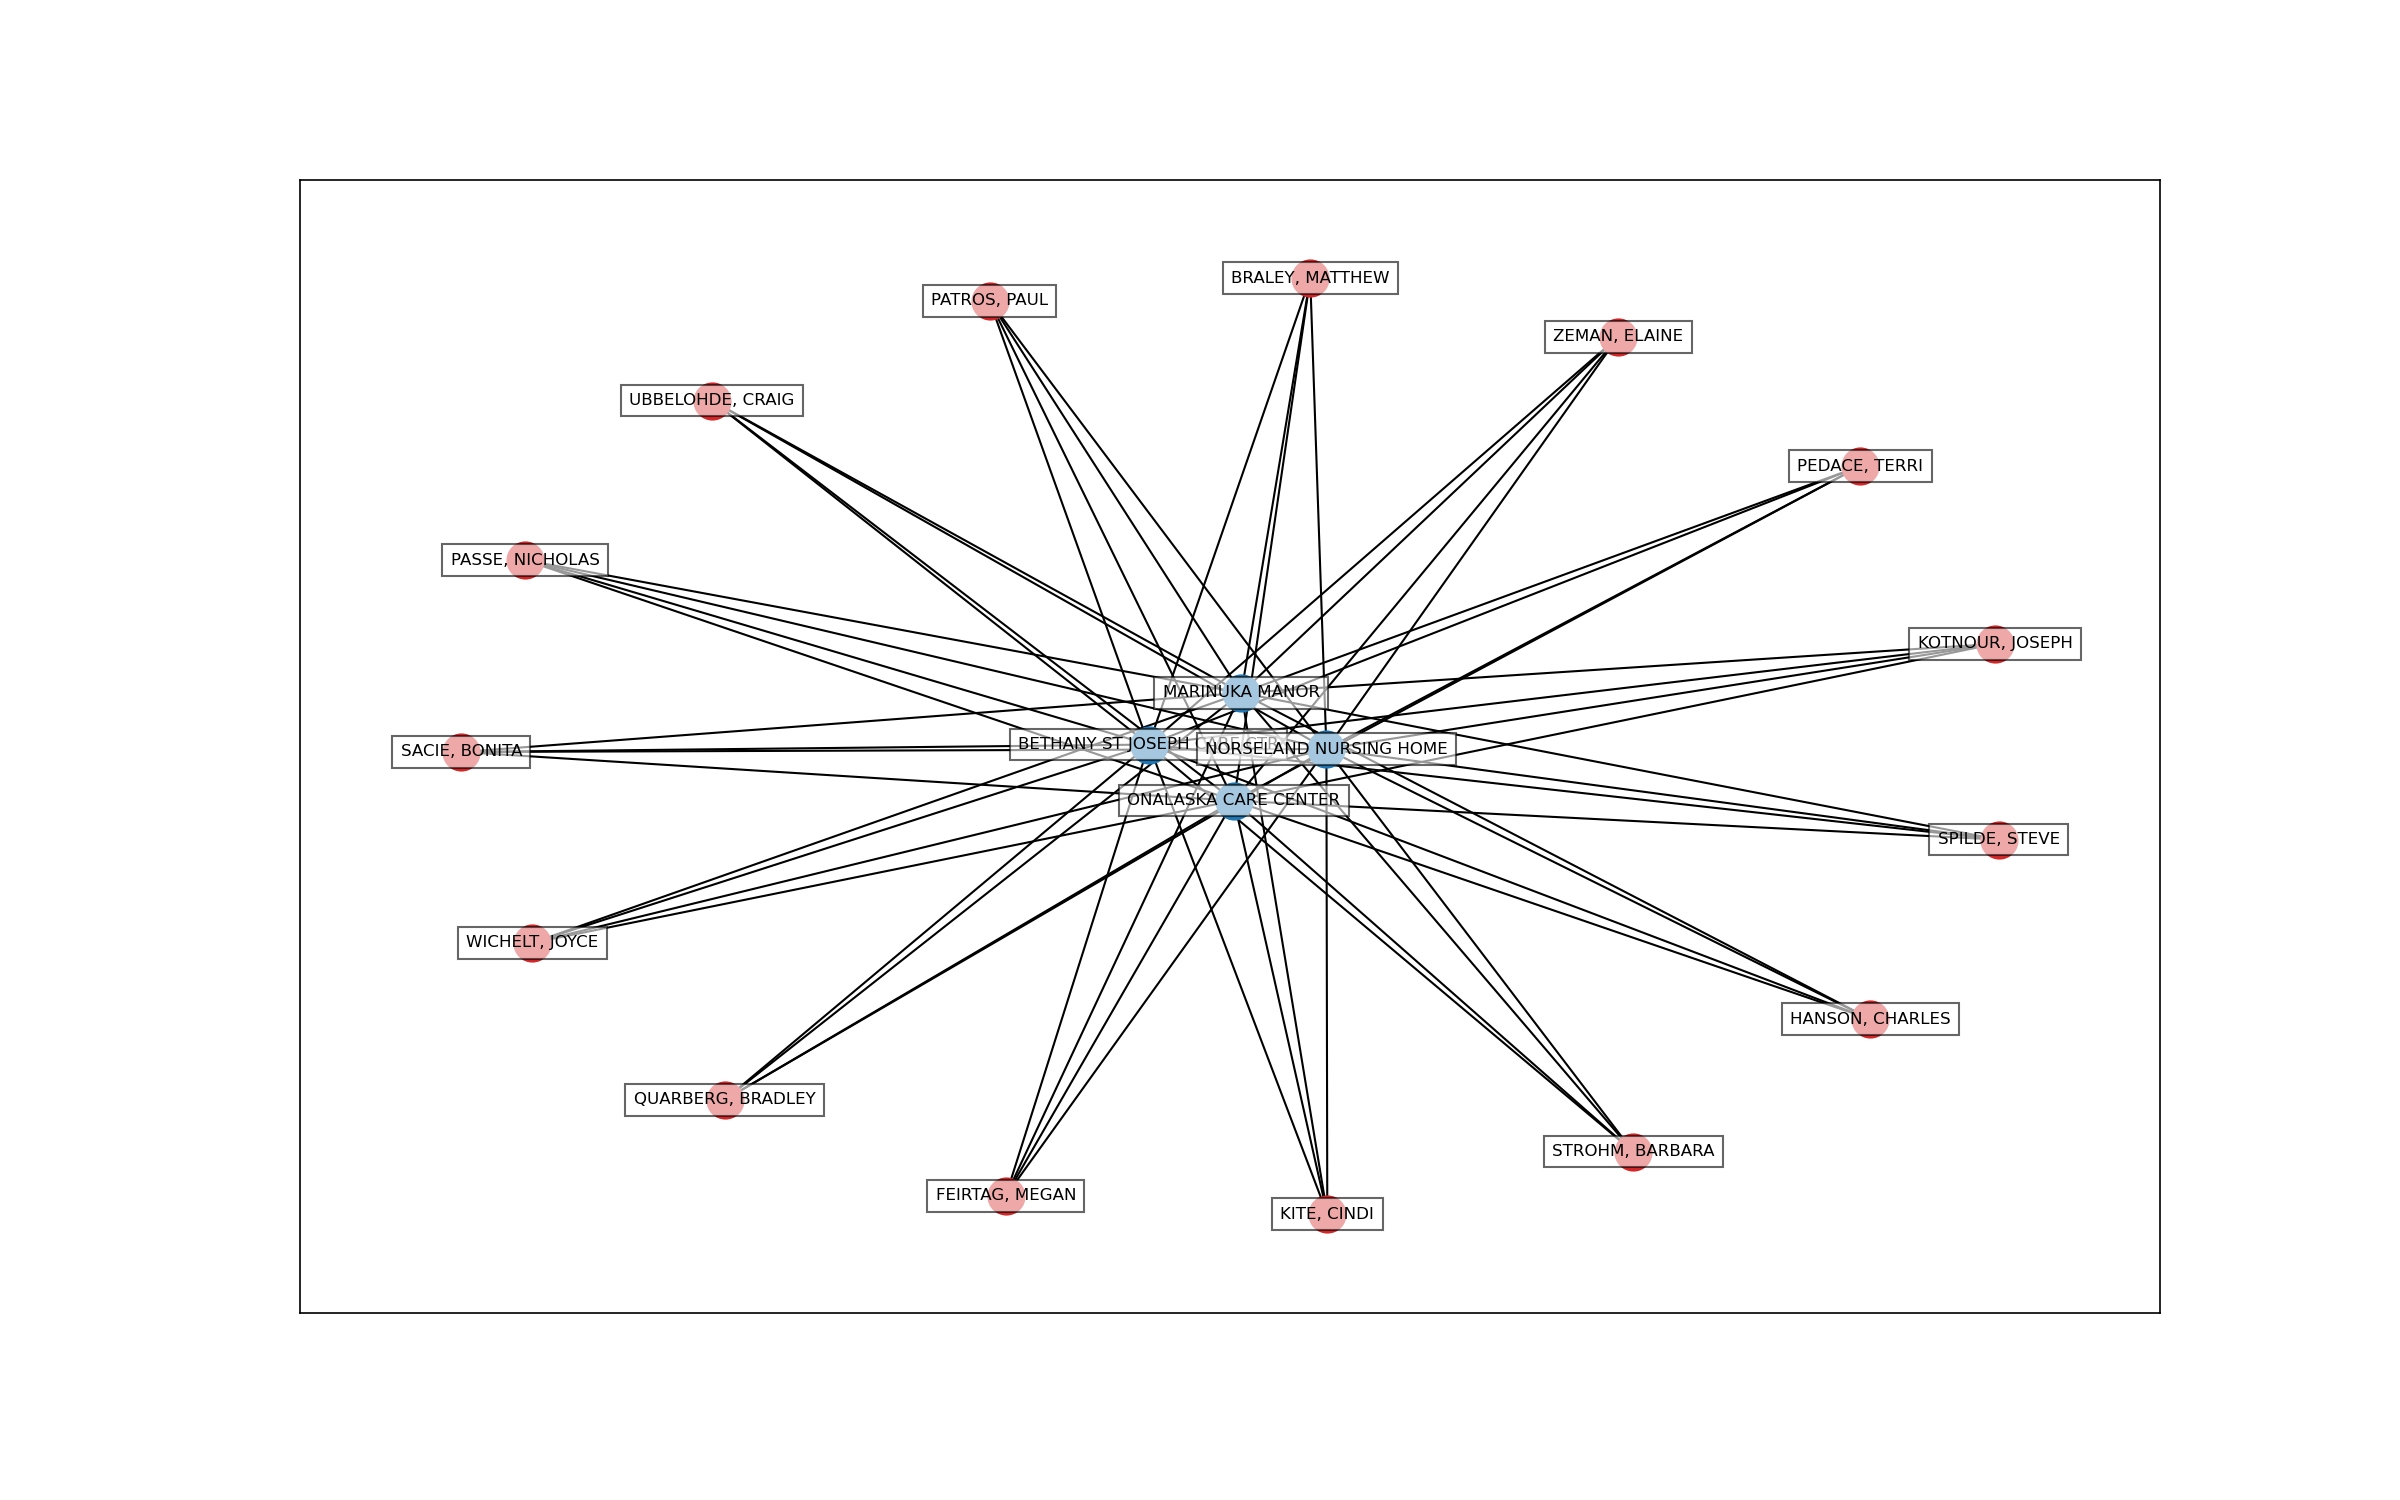 BRALEY, MATTHEW
PATROS, PAUL
ZEMAN, ELAINE
UBBELOHDE, CRAIG
PEDACE, TERRI
PASSE, NICHOLAS
KOTNOUR, JOSEPH
MARINUKA MANOR
BETHANY ST JOSEPH CARE CTR
NORSELAND NURSING HOME
SACIE, BONITA
ONALASKA CARE CENTER
SPILDE, STEVE
WICHELT, JOYCE
HANSON, CHARLES
QUARBERG, BRADLEY
STROHM, BARBARA
FEIRTAG, MEGAN
KITE, CINDI